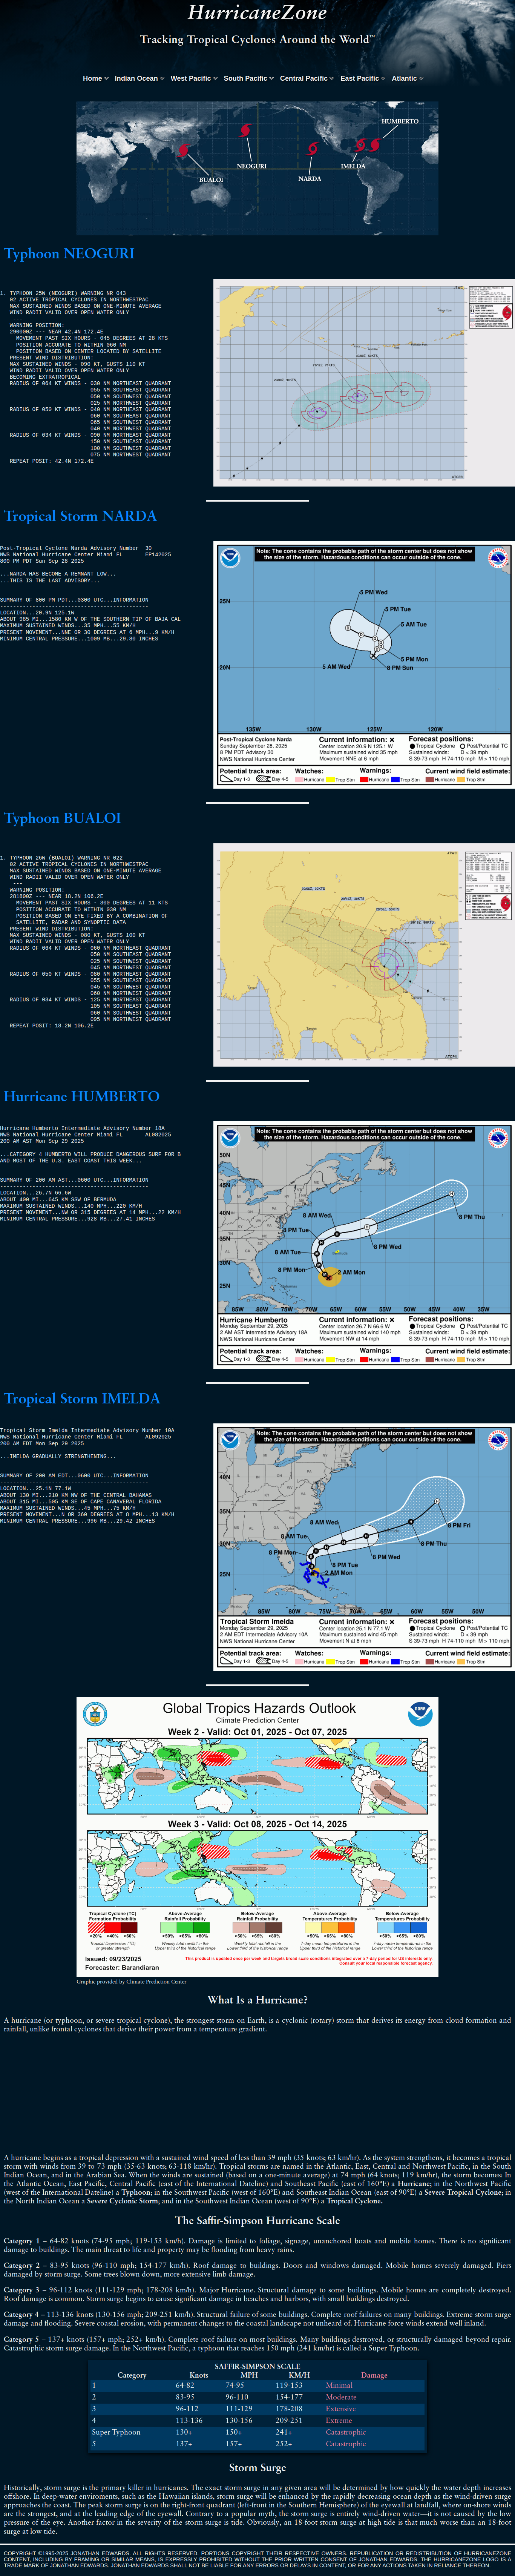 HurricaneZone
Tracking Tropical Cyclones Around the World™
Home
Indian Ocean
West Pacific
South Pacific
Central Pacific
East Pacific
Atlantic
HUMBERTO
NEOGURI
IMELDA
BUALOI
NARDA
Typhoon NEOGURI
1. TYPHOON 25W (NEOGURI) WARNING NR 043
02 ACTIVE TROPICAL CYCLONES IN NORTHWESTPAC
MAX SUSTAINED WINDS BASED ON ONE-MINUTE AVERAGE
WIND RADII VALID OVER OPEN WATER ONLY
---
WARNING POSITION:
290000Z --- NEAR 42.4N 172.4E
MOVEMENT PAST SIX HOURS - 045 DEGREES AT 28 KTS
POSITION ACCURATE TO WITHIN 060 NM
POSITION BASED ON CENTER LOCATED BY SATELLITE
PRESENT WIND DISTRIBUTION:
MAX SUSTAINED WINDS - 090 KT, GUSTS 110 KT
WIND RADII VALID OVER OPEN WATER ONLY
BECOMING EXTRATROPICAL
RADIUS OF 064 KT WINDS - 030 NM NORTHEAST QUADRANT
055 NM SOUTHEAST QUADRANT
050 NM SOUTHWEST QUADRANT
025 NM NORTHWEST QUADRANT
RADIUS OF 050 KT WINDS - 040 NM NORTHEAST QUADRANT
060 NM SOUTHEAST QUADRANT
065 NM SOUTHWEST QUADRANT
040 NM NORTHWEST QUADRANT
RADIUS OF 034 KT WINDS - 090 NM NORTHEAST QUADRANT
150 NM SOUTHEAST QUADRANT
100 NM SOUTHWEST QUADRANT
075 NM NORTHWEST QUADRANT
REPEAT POSIT: 42.4N 172.4E
JTWC
Tropical Storm NARDA
Post-Tropical Cyclone Narda Advisory Number 30
NWS National Hurricane Center Miami FL EP142025
800 PM PDT Sun Sep 28 2025
...NARDA HAS BECOME A REMNANT LOW...
...THIS IS THE LAST ADVISORY...
SUMMARY OF 800 PM PDT...0300 UTC...INFORMATION
----------------------------------------------
LOCATION...20.9N 125.1W
ABOUT 985 MI...1580 KM W OF THE SOUTHERN TIP OF BAJA CAL
MAXIMUM SUSTAINED WINDS...35 MPH...55 KM/H
PRESENT MOVEMENT...NNE OR 30 DEGREES AT 6 MPH...9 KM/H
MINIMUM CENTRAL PRESSURE...1009 MB...29.80 INCHES
Note: The cone contains the probable path of the storm center but does not show
the size of the storm. Hazardous conditions can occur outside of the cone.
5 PM Wed
25N
5 PM Tue
5 AM Tue
5 PM Mon
5 AM Wed
8 PM Sun
20N
135W 130W 125W 120W
Post-Tropical Cyclone Narda
Sunday September 28, 2025
8 PM PDT Advisory 30
NWS National Hurricane Center
Current information: ×
Center location 20.9 N 125.1 W
Maximum sustained wind 35 mph
Movement NNE at 6 mph
Forecast positions:
Tropical Cyclone Post/Potential TC
Sustained winds: D < 39 mph
S 39-73 mph H 74-110 mph M > 110 mph
Potential track area:
Day 1-3 Day 4-5
Watches:
Hurricane Trop Stm
Warnings:
Hurricane Trop Stm
Current wind field estimate:
Hurricane Trop Stm
Typhoon BUALOI
1. TYPHOON 26W (BUALOI) WARNING NR 022
02 ACTIVE TROPICAL CYCLONES IN NORTHWESTPAC
MAX SUSTAINED WINDS BASED ON ONE-MINUTE AVERAGE
WIND RADII VALID OVER OPEN WATER ONLY
---
WARNING POSITION:
281800Z --- NEAR 18.2N 106.2E
MOVEMENT PAST SIX HOURS - 300 DEGREES AT 11 KTS
POSITION ACCURATE TO WITHIN 030 NM
POSITION BASED ON EYE FIXED BY A COMBINATION OF
SATELLITE, RADAR AND SYNOPTIC DATA
PRESENT WIND DISTRIBUTION:
MAX SUSTAINED WINDS - 080 KT, GUSTS 100 KT
WIND RADII VALID OVER OPEN WATER ONLY
RADIUS OF 064 KT WINDS - 060 NM NORTHEAST QUADRANT
050 NM SOUTHEAST QUADRANT
025 NM SOUTHWEST QUADRANT
045 NM NORTHWEST QUADRANT
RADIUS OF 050 KT WINDS - 080 NM NORTHEAST QUADRANT
055 NM SOUTHEAST QUADRANT
045 NM SOUTHWEST QUADRANT
060 NM NORTHWEST QUADRANT
RADIUS OF 034 KT WINDS - 125 NM NORTHEAST QUADRANT
105 NM SOUTHEAST QUADRANT
060 NM SOUTHWEST QUADRANT
095 NM NORTHWEST QUADRANT
REPEAT POSIT: 18.2N 106.2E
JTWC
Hurricane HUMBERTO
Hurricane Humberto Intermediate Advisory Number 18A
NWS National Hurricane Center Miami FL AL082025
200 AM AST Mon Sep 29 2025
...CATEGORY 4 HUMBERTO WILL PRODUCE DANGEROUS SURF FOR B
AND MOST OF THE U.S. EAST COAST THIS WEEK...
SUMMARY OF 200 AM AST...0600 UTC...INFORMATION
----------------------------------------------
LOCATION...26.7N 66.6W
ABOUT 400 MI...645 KM SSW OF BERMUDA
MAXIMUM SUSTAINED WINDS...140 MPH...220 KM/H
PRESENT MOVEMENT...NW OR 315 DEGREES AT 14 MPH...22 KM/H
MINIMUM CENTRAL PRESSURE...928 MB...27.41 INCHES
Note: The cone contains the probable path of the storm center but does not show
the size of the storm. Hazardous conditions can occur outside of the cone.
50N
45N
40N
35N
30N
25N
8 AM Wed
8 PM Thu
8 PM Tue
8 PM Wed
8 AM Tue
8 PM Mon
2 AM Mon
85W 80W 75W 70W 65W 60W 55W 50W 45W 40W 35W
Hurricane Humberto
Monday September 29, 2025
2 AM AST Intermediate Advisory 18A
NWS National Hurricane Center
Current information: ×
Center location 26.7 N 66.6 W
Maximum sustained wind 140 mph
Movement NW at 14 mph
Forecast positions:
Tropical Cyclone Post/Potential TC
Sustained winds: D < 39 mph
S 39-73 mph H 74-110 mph M > 110 mph
Potential track area:
Day 1-3 Day 4-5
Watches:
Hurricane Trop Stm
Warnings:
Hurricane Trop Stm
Current wind field estimate:
Hurricane Trop Stm
Tropical Storm IMELDA
Tropical Storm Imelda Intermediate Advisory Number 10A
NWS National Hurricane Center Miami FL AL092025
200 AM EDT Mon Sep 29 2025
...IMELDA GRADUALLY STRENGTHENING...
SUMMARY OF 200 AM EDT...0600 UTC...INFORMATION
----------------------------------------------
LOCATION...25.1N 77.1W
ABOUT 130 MI...210 KM NW OF THE CENTRAL BAHAMAS
ABOUT 315 MI...505 KM SE OF CAPE CANAVERAL FLORIDA
MAXIMUM SUSTAINED WINDS...45 MPH...75 KM/H
PRESENT MOVEMENT...N OR 360 DEGREES AT 8 MPH...13 KM/H
MINIMUM CENTRAL PRESSURE...996 MB...29.42 INCHES
Note: The cone contains the probable path of the storm center but does not show
the size of the storm. Hazardous conditions can occur outside of the cone.
40N
35N
30N
25N
8 AM Wed
8 PM Fri
8 AM Tue
8 PM Thu
8 PM Mon
8 PM Wed
8 PM Tue
2 AM Mon
85W 80W 75W 70W 65W 60W 55W 50W
Tropical Storm Imelda
Monday September 29, 2025
2 AM EDT Intermediate Advisory 10A
NWS National Hurricane Center
Current information: ×
Center location 25.1 N 77.1 W
Maximum sustained wind 45 mph
Movement N at 8 mph
Forecast positions:
Tropical Cyclone Post/Potential TC
Sustained winds: D < 39 mph
S 39-73 mph H 74-110 mph M > 110 mph
Potential track area:
Day 1-3 Day 4-5
Watches:
Hurricane Trop Stm
Warnings:
Hurricane Trop Stm
Current wind field estimate:
Hurricane Trop Stm
Global Tropics Hazards Outlook
Climate Prediction Center
Week 2 - Valid: Oct 01, 2025 - Oct 07, 2025
Week 3 - Valid: Oct 08, 2025 - Oct 14, 2025
Tropical Cyclone (TC)
Formation Probability
>20% >40% >60%
Tropical Depression (TD)
or greater strength
Above-Average
Rainfall Probability
>50% >65% >80%
Weekly total rainfall in the
Upper third of the historical range
Below-Average
Rainfall Probability
>50% >65% >80%
Weekly total rainfall in the
Lower third of the historical range
Above-Average
Temperatures Probability
>50% >65% >80%
7-day mean temperatures in the
Upper third of the historical range
Below-Average
Temperatures Probability
>50% >65% >80%
7-day mean temperatures in the
Lower third of the historical range
Issued: 09/23/2025
Forecaster: Barandiaran
This product is updated once per week and targets broad scale conditions integrated over a 7-day period for US interests only.
Consult your local responsible forecast agency.
Graphic provided by Climate Prediction Center
What Is a Hurricane?
A hurricane (or typhoon, or severe tropical cyclone), the strongest storm on Earth, is a cyclonic (rotary) storm that derives its energy from cloud formation and
rainfall, unlike frontal cyclones that derive their power from a temperature gradient.
A hurricane begins as a tropical depression with a sustained wind speed of less than 39 mph (35 knots; 63 km/hr). As the system strengthens, it becomes a tropical
storm with winds from 39 to 73 mph (35-63 knots; 63-118 km/hr). Tropical storms are named in the Atlantic, East, Central and Northwest Pacific, in the South
Indian Ocean, and in the Arabian Sea. When the winds are sustained (based on a one-minute average) at 74 mph (64 knots; 119 km/hr), the storm becomes: In
the Atlantic Ocean, East Pacific, Central Pacific (east of the International Dateline) and Southeast Pacific (east of 160°E) a Hurricane; in the Northwest Pacific
(west of the International Dateline) a Typhoon; in the Southwest Pacific (west of 160°E) and Southeast Indian Ocean (east of 90°E) a Severe Tropical Cyclone; in
the North Indian Ocean a Severe Cyclonic Storm; and in the Southwest Indian Ocean (west of 90°E) a Tropical Cyclone.
The Saffir-Simpson Hurricane Scale
Category 1 – 64-82 knots (74-95 mph; 119-153 km/h). Damage is limited to foliage, signage, unanchored boats and mobile homes. There is no significant
damage to buildings. The main threat to life and property may be flooding from heavy rains.
Category 2 – 83-95 knots (96-110 mph; 154-177 km/h). Roof damage to buildings. Doors and windows damaged. Mobile homes severely damaged. Piers
damaged by storm surge. Some trees blown down, more extensive limb damage.
Category 3 – 96-112 knots (111-129 mph; 178-208 km/h). Major Hurricane. Structural damage to some buildings. Mobile homes are completely destroyed.
Roof damage is common. Storm surge begins to cause significant damage in beaches and harbors, with small buildings destroyed.
Category 4 – 113-136 knots (130-156 mph; 209-251 km/h). Structural failure of some buildings. Complete roof failures on many buildings. Extreme storm surge
damage and flooding. Severe coastal erosion, with permanent changes to the coastal landscape not unheard of. Hurricane force winds extend well inland.
Category 5 – 137+ knots (157+ mph; 252+ km/h). Complete roof failure on most buildings. Many buildings destroyed, or structurally damaged beyond repair.
Catastrophic storm surge damage. In the Northwest Pacific, a typhoon that reaches 150 mph (241 km/hr) is called a Super Typhoon.
SAFFIR-SIMPSON SCALE
Category Knots MPH KM/H Damage
1 64-82 74-95 119-153 Minimal
2 83-95 96-110 154-177 Moderate
3 96-112 111-129 178-208 Extensive
4 113-136 130-156 209-251 Extreme
Super Typhoon 130+ 150+ 241+ Catastrophic
5 137+ 157+ 252+ Catastrophic
Storm Surge
Historically, storm surge is the primary killer in hurricanes. The exact storm surge in any given area will be determined by how quickly the water depth increases
offshore. In deep-water enviroments, such as the Hawaiian islands, storm surge will be enhanced by the rapidly decreasing ocean depth as the wind-driven surge
approaches the coast. The peak storm surge is on the right-front quadrant (left-front in the Southern Hemisphere) of the eyewall at landfall, where on-shore winds
are the strongest, and at the leading edge of the eyewall. Contrary to a popular myth, the storm surge is entirely wind-driven water—it is not caused by the low
pressure of the eye. Another factor in the severity of the storm surge is tide. Obviously, an 18-foot storm surge at high tide is that much worse than an 18-foot
surge at low tide.
COPYRIGHT ©1995-2025 JONATHAN EDWARDS. ALL RIGHTS RESERVED. PORTIONS COPYRIGHT THEIR RESPECTIVE OWNERS. REPUBLICATION OR REDISTRIBUTION OF HURRICANEZONE
CONTENT, INCLUDING BY FRAMING OR SIMILAR MEANS, IS EXPRESSLY PROHIBITED WITHOUT THE PRIOR WRITTEN CONSENT OF JONATHAN EDWARDS. THE HURRICANEZONE LOGO IS A
TRADE MARK OF JONATHAN EDWARDS. JONATHAN EDWARDS SHALL NOT BE LIABLE FOR ANY ERRORS OR DELAYS IN CONTENT, OR FOR ANY ACTIONS TAKEN IN RELIANCE THEREON.